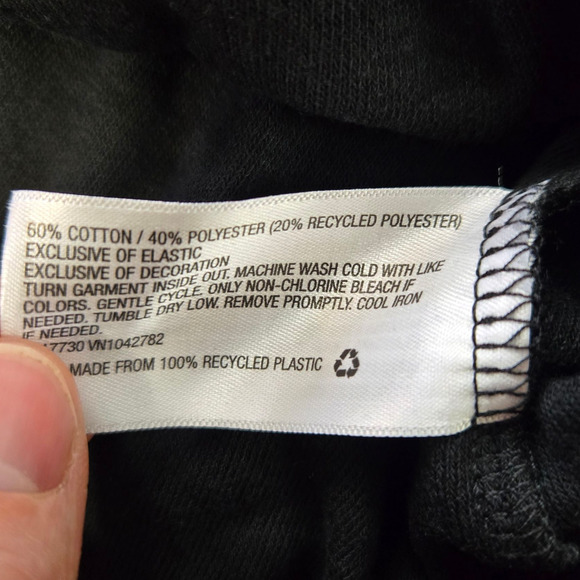 60% COTTON / 40% POLYESTER (20% RECYCLED POLYESTER)
EXCLUSIVE OF ELASTIC
EXCLUSIVE OF DECORATION
TURN GARMENT INSIDE OUT. MACHINE WASH COLD WITH LIKE
COLORS. GENTLE CYCLE. ONLY NON-CHLORINE BLEACH IF
NEEDED. TUMBLE DRY LOW. REMOVE PROMPTLY. COOL IRON
IF NEEDED.
7730 VN1042782
MADE FROM 100% RECYCLED PLASTIC